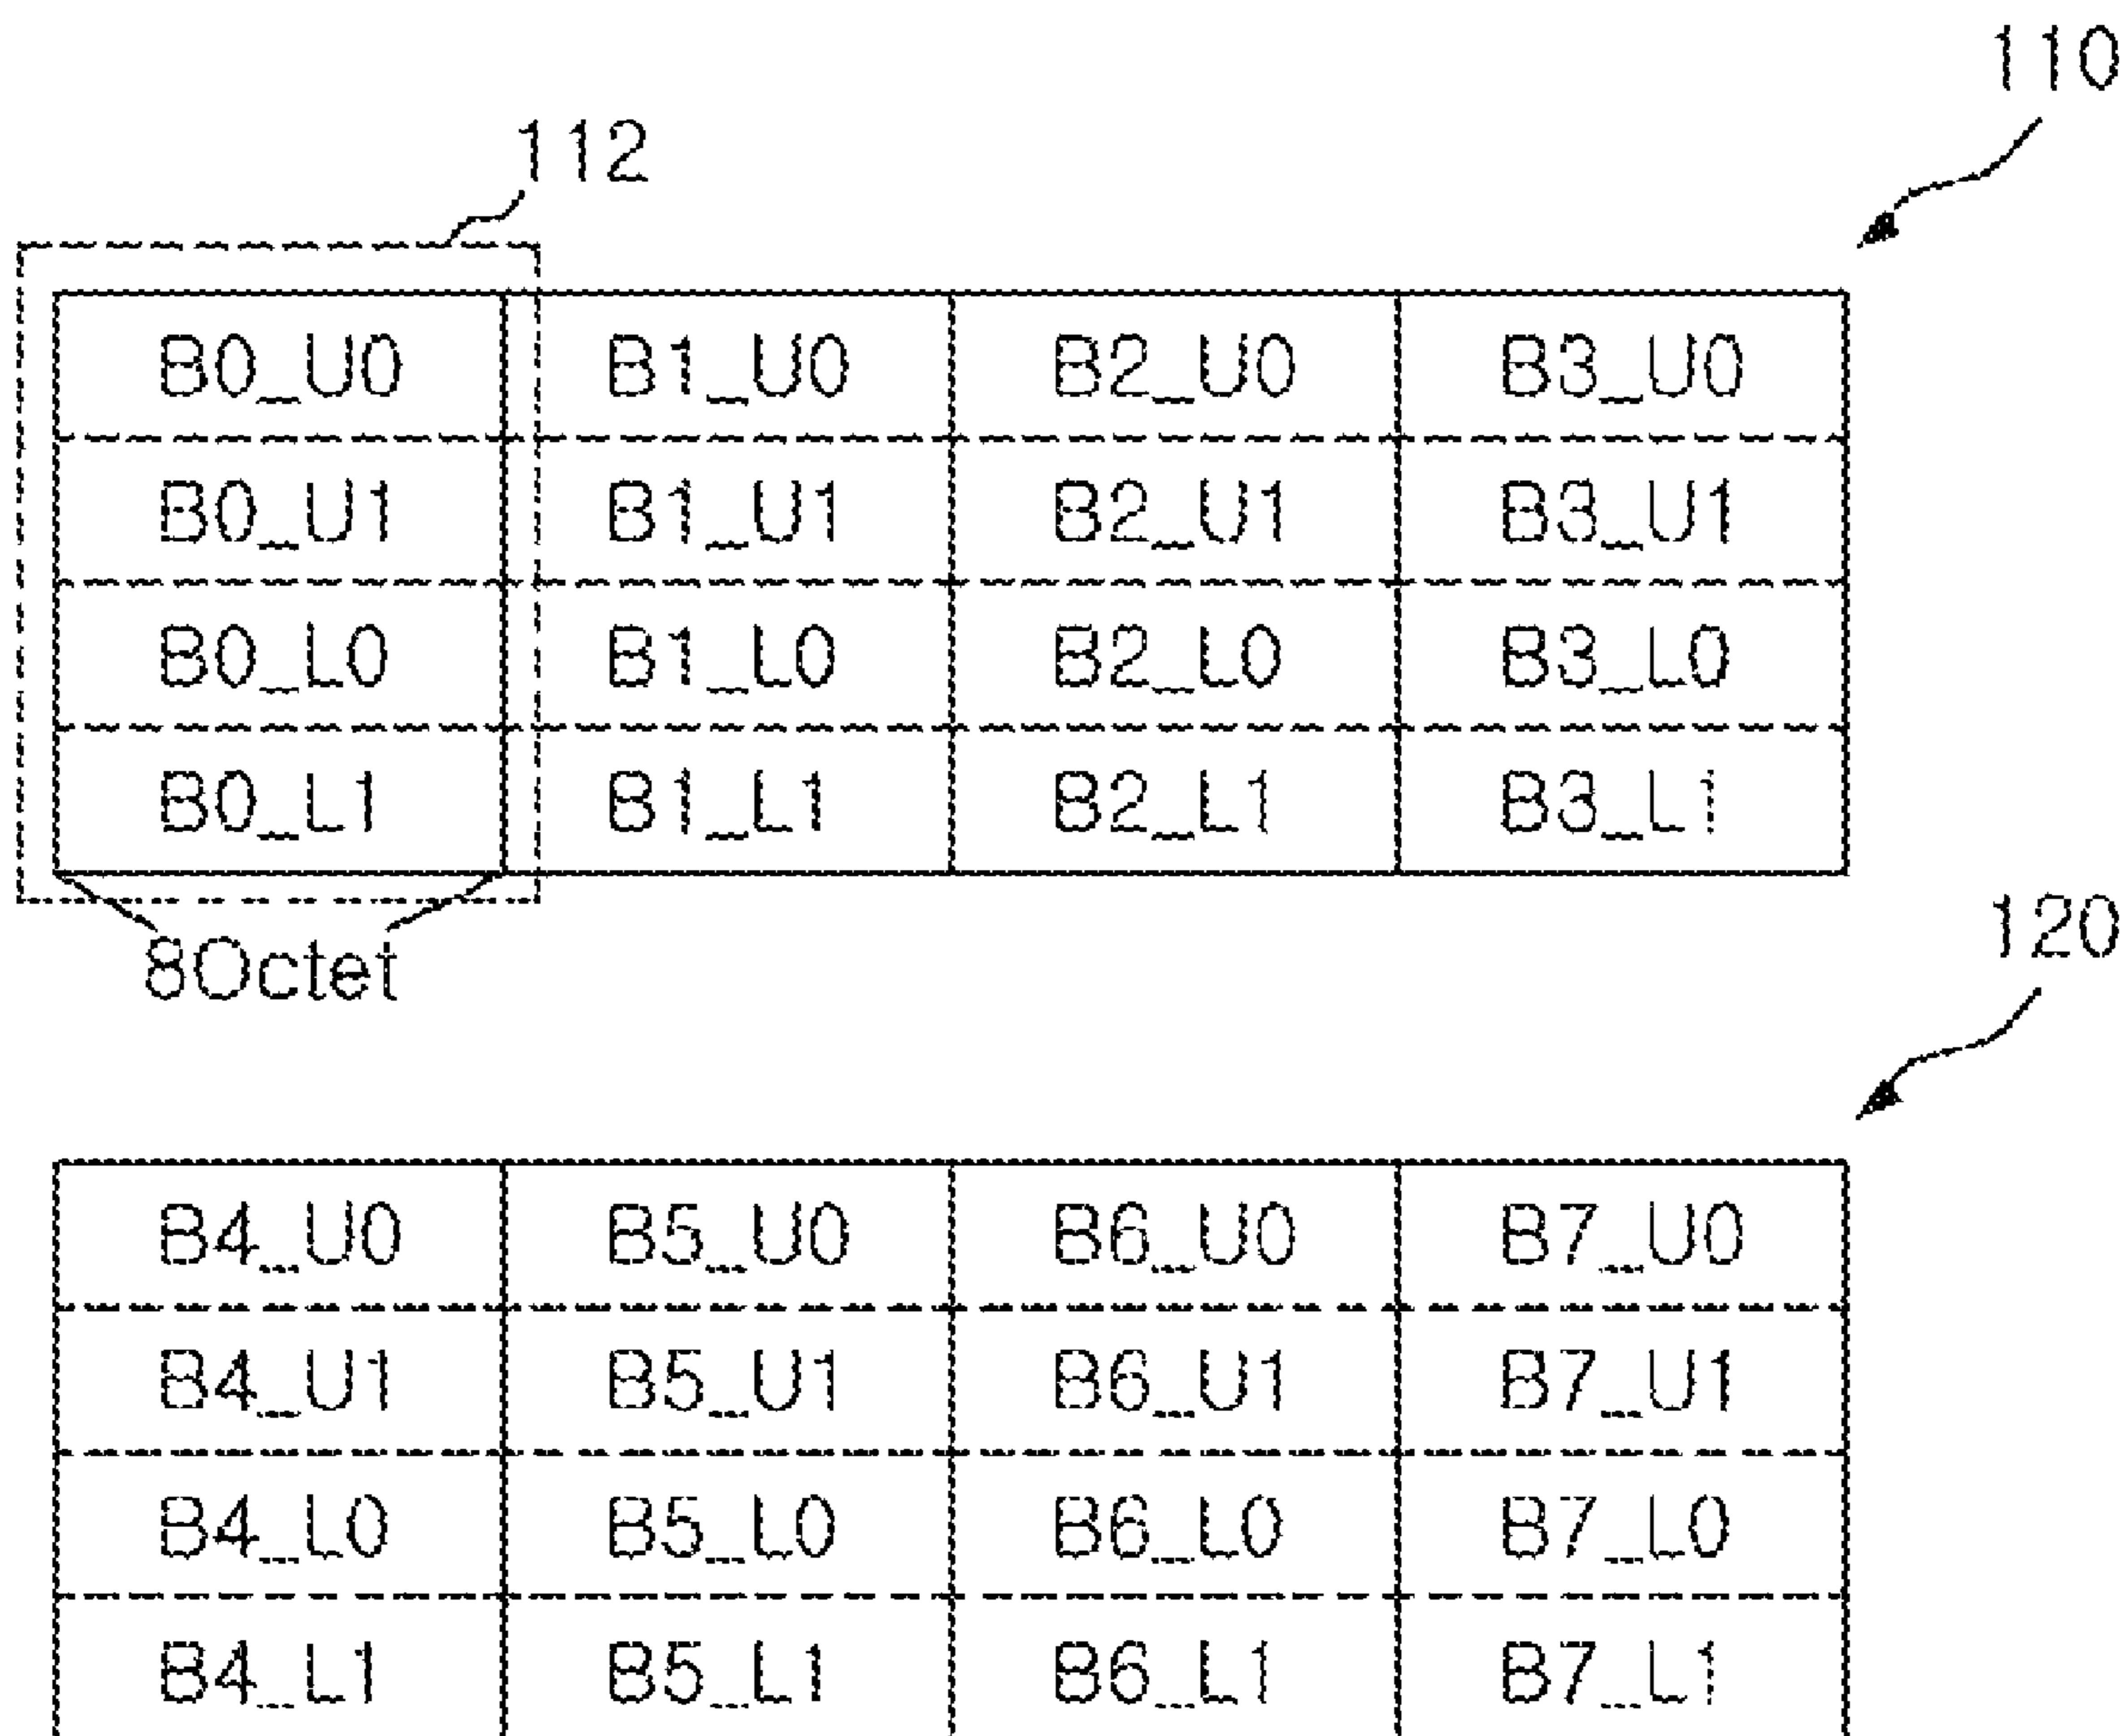 110
112
B0_U0 B1_U0 B2_U0 B3_U0
B0_U1 B1_U1 B2_U1 B3_U1
B0_L0 B1_L0 B2_L0 B3_L0
B0_L1 B1_L1 B2_L1 B3_L1
8Octet
120
B4_U0 B5_U0 B6_U0 B7_U0
B4_U1 B5_U1 B6_U1 B7_U1
B4_L0 B5_L0 B6_L0 B7_L0
B4_L1 B5_L1 B6_L1 B7_L1